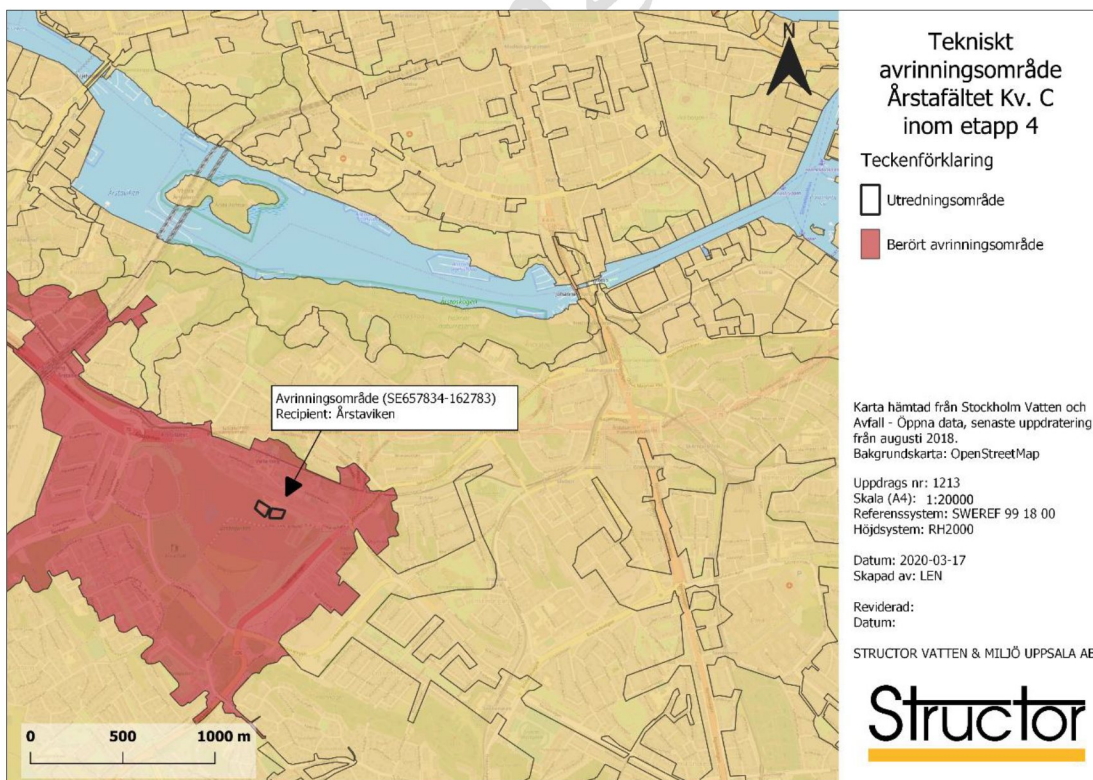 Tekniskt
avrinningsområde
Årstafältet Kv. C
inom etapp 4
Teckenförklaring
Utredningsområde
Berört avrinningsområde
N
Avrinningsområde (SE657834-162783)
Recipient: Årstaviken
Karta hämtad från Stockholm Vatten och
Avfall - Öppna data, senaste uppdratering
från augusti 2018.
Bakgrundskarta: OpenStreetMap
Uppdrags nr: 1213
Skala (A4): 1:20000
Referenssystem: SWEREF 99 18 00
Höjdsystem: RH2000
Datum: 2020-03-17
Skapad av: LEN
Reviderad:
Datum:
STRUCTOR VATTEN & MILJÖ UPPSALA AB
Structor
0 500 1000 m
Årstaviken